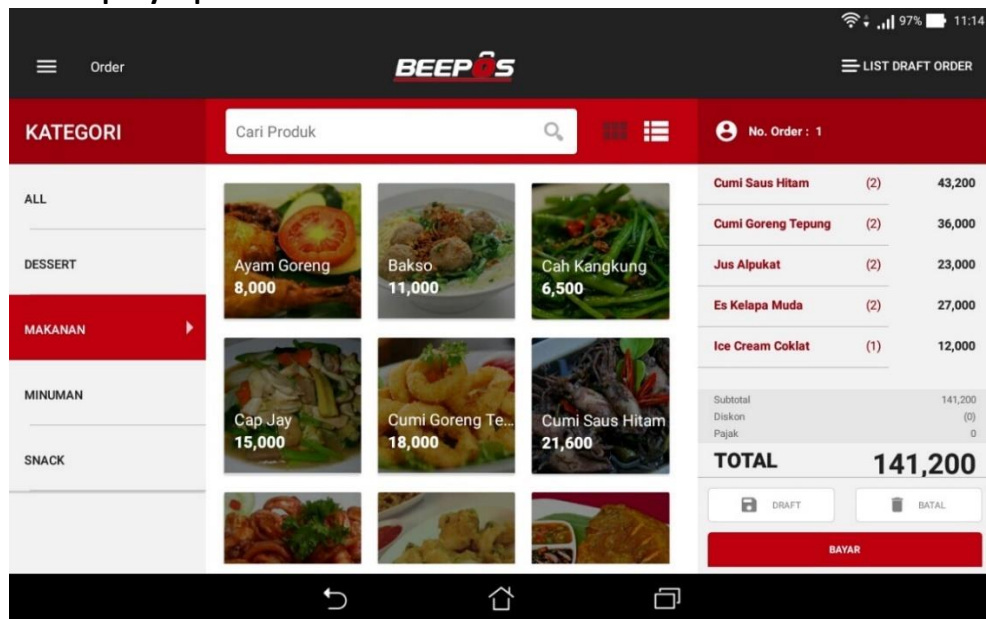 97% 11:14
Order
BEEPOS
LIST DRAFT ORDER
KATEGORI
Cari Produk
No. Order : 1
ALL
DESSERT
MAKANAN
MINUMAN
SNACK
Ayam Goreng
8,000
Bakso
11,000
Cah Kangkung
6,500
Cap Jay
15,000
Cumi Goreng Te...
18,000
Cumi Saus Hitam
21,600
Cumi Saus Hitam (2) 43,200
Cumi Goreng Tepung (2) 36,000
Jus Alpukat (2) 23,000
Es Kelapa Muda (2) 27,000
Ice Cream Coklat (1) 12,000
Subtotal 141,200
Diskon (0)
Pajak 0
TOTAL 141,200
DRAFT
BATAL
BAYAR